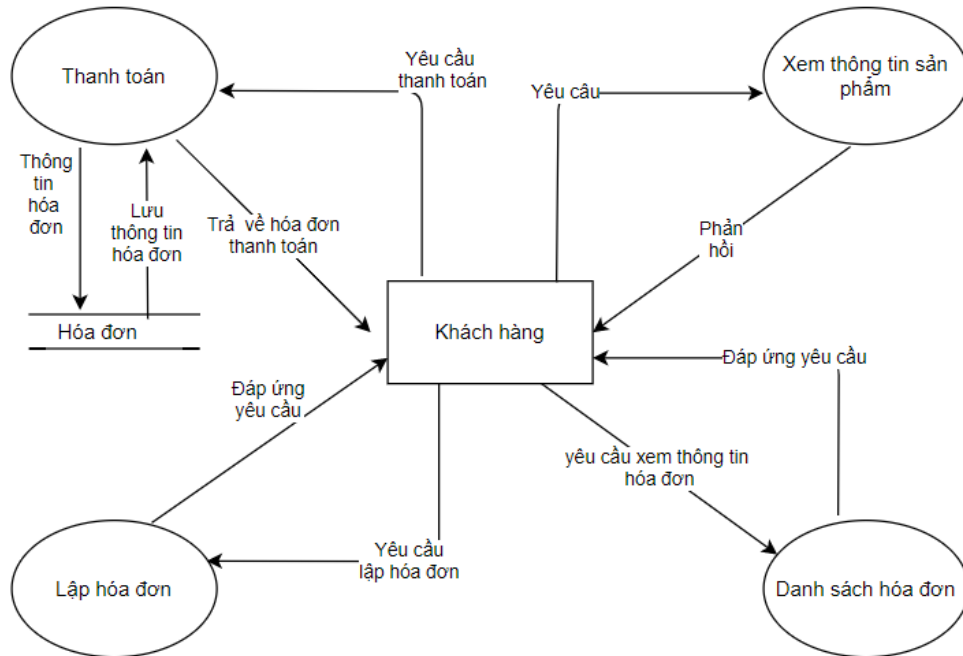 Thanh toán
Yêu cầu
thanh toán
Yêu câu
Xem thông tin sản
phẩm
Thông
tin
hóa
đơn
Lưu
thông tin
hóa đơn
Trả về hóa đơn
thanh toán
Phản
hồi
Hóa đơn
Khách hàng
Đáp ứng yêu cầu
Đáp ứng
yêu cầu
yêu cầu xem thông tin
hóa đơn
Yêu cầu
lập hóa đơn
Lập hóa đơn
Danh sách hóa đơn